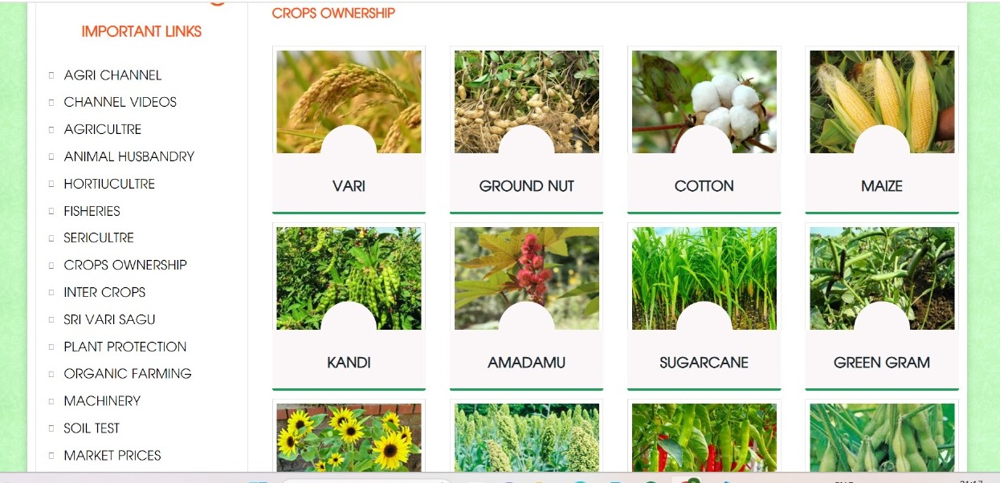 CROPS OWNERSHIP
IMPORTANT LINKS
AGRI CHANNEL
CHANNEL VIDEOS
AGRICULTRE
ANIMAL HUSBANDRY
HORTIUCULTRE
FISHERIES
SERICULTRE
CROPS OWNERSHIP
INTER CROPS
SRI VARI SAGU
PLANT PROTECTION
ORGANIC FARMING
MACHINERY
SOIL TEST
MARKET PRICES
VARI
GROUND NUT
COTTON
MAIZE
KANDI
AMADAMU
SUGARCANE
GREEN GRAM